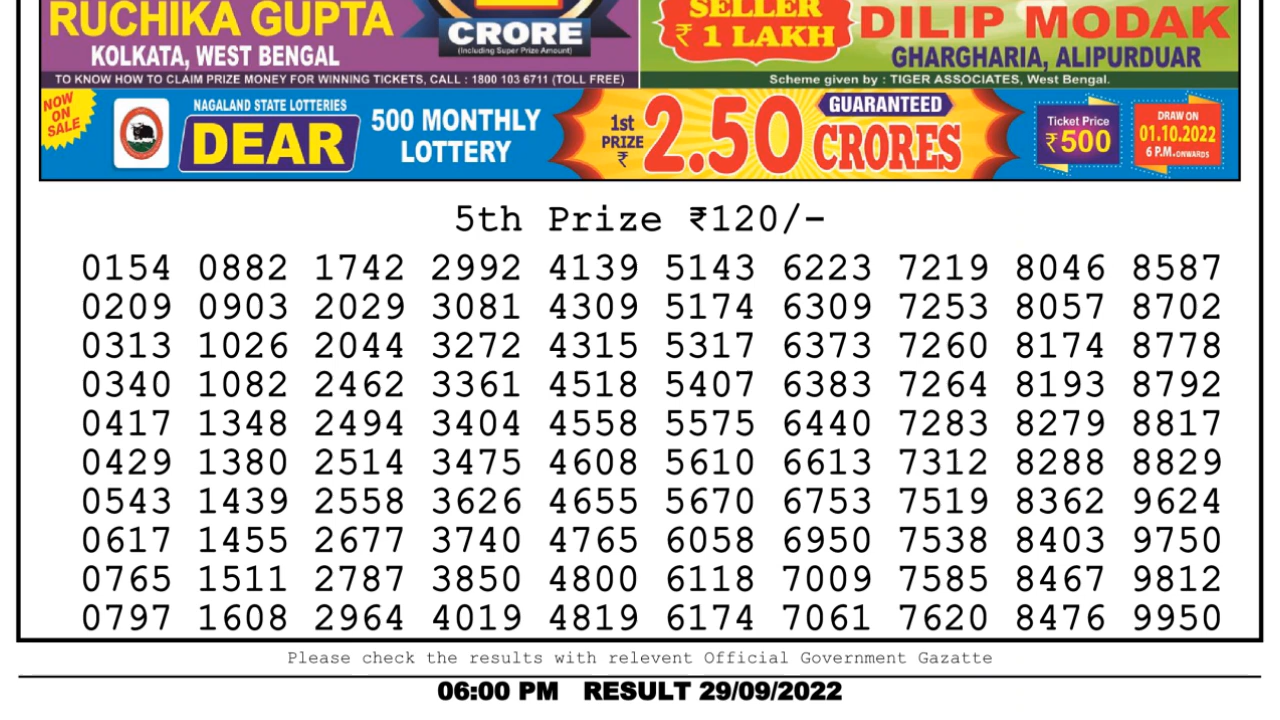 RUCHIKA GUPTA
KOLKATA, WEST BENGAL
CRORE
(Including Super Prize Amount)
SELLER
₹ 1 LAKH
DILIP MODAK
GHARGHARIA, ALIPURDUAR
TO KNOW HOW TO CLAIM PRIZE MONEY FOR WINNING TICKETS, CALL : 1800 103 6711 (TOLL FREE)
Scheme given by : TIGER ASSOCIATES, West Bengal.
NOW
ON
SALE
NAGALAND STATE LOTTERIES
DEAR
500 MONTHLY
LOTTERY
1st
PRIZE
₹
2.50
GUARANTEED
CRORES
Ticket Price
₹500
DRAW ON
01.10.2022
6 P.M. ONWARDS
5th Prize ₹120/-
0154 0882 1742 2992 4139 5143 6223 7219 8046 8587
0209 0903 2029 3081 4309 5174 6309 7253 8057 8702
0313 1026 2044 3272 4315 5317 6373 7260 8174 8778
0340 1082 2462 3361 4518 5407 6383 7264 8193 8792
0417 1348 2494 3404 4558 5575 6440 7283 8279 8817
0429 1380 2514 3475 4608 5610 6613 7312 8288 8829
0543 1439 2558 3626 4655 5670 6753 7519 8362 9624
0617 1455 2677 3740 4765 6058 6950 7538 8403 9750
0765 1511 2787 3850 4800 6118 7009 7585 8467 9812
0797 1608 2964 4019 4819 6174 7061 7620 8476 9950
Please check the results with relevent Official Government Gazatte
06:00 PM RESULT 29/09/2022